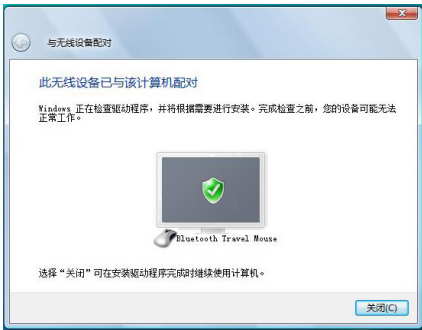 与无线设备配对
此无线设备已与该计算机配对
Windows 正在检查驱动程序，并将根据需要进行安装。完成检查之前，您的设备可能无法
正常工作。
Bluetooth Travel Mouse
选择“关闭”可在安装驱动程序完成时继续使用计算机。
关闭(C)